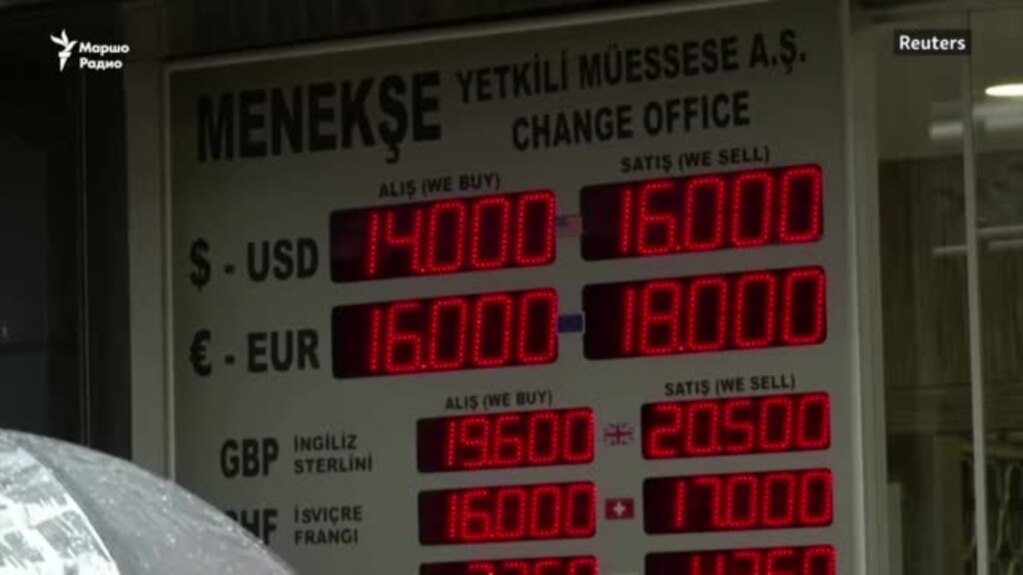 Маршо
Радио
Reuters
MENEKŞE YETKİLİ MÜESSESE A.Ş.
CHANGE OFFICE
ALIŞ (WE BUY) SATIŞ (WE SELL)
$ - USD 14.000 16.000
€ - EUR 16.000 18.000
ALIŞ (WE BUY) SATIŞ (WE SELL)
GBP İNGİLİZ STERLİNİ 19.600 20.500
HF İSVİÇRE FRANGI 16.000 17.000